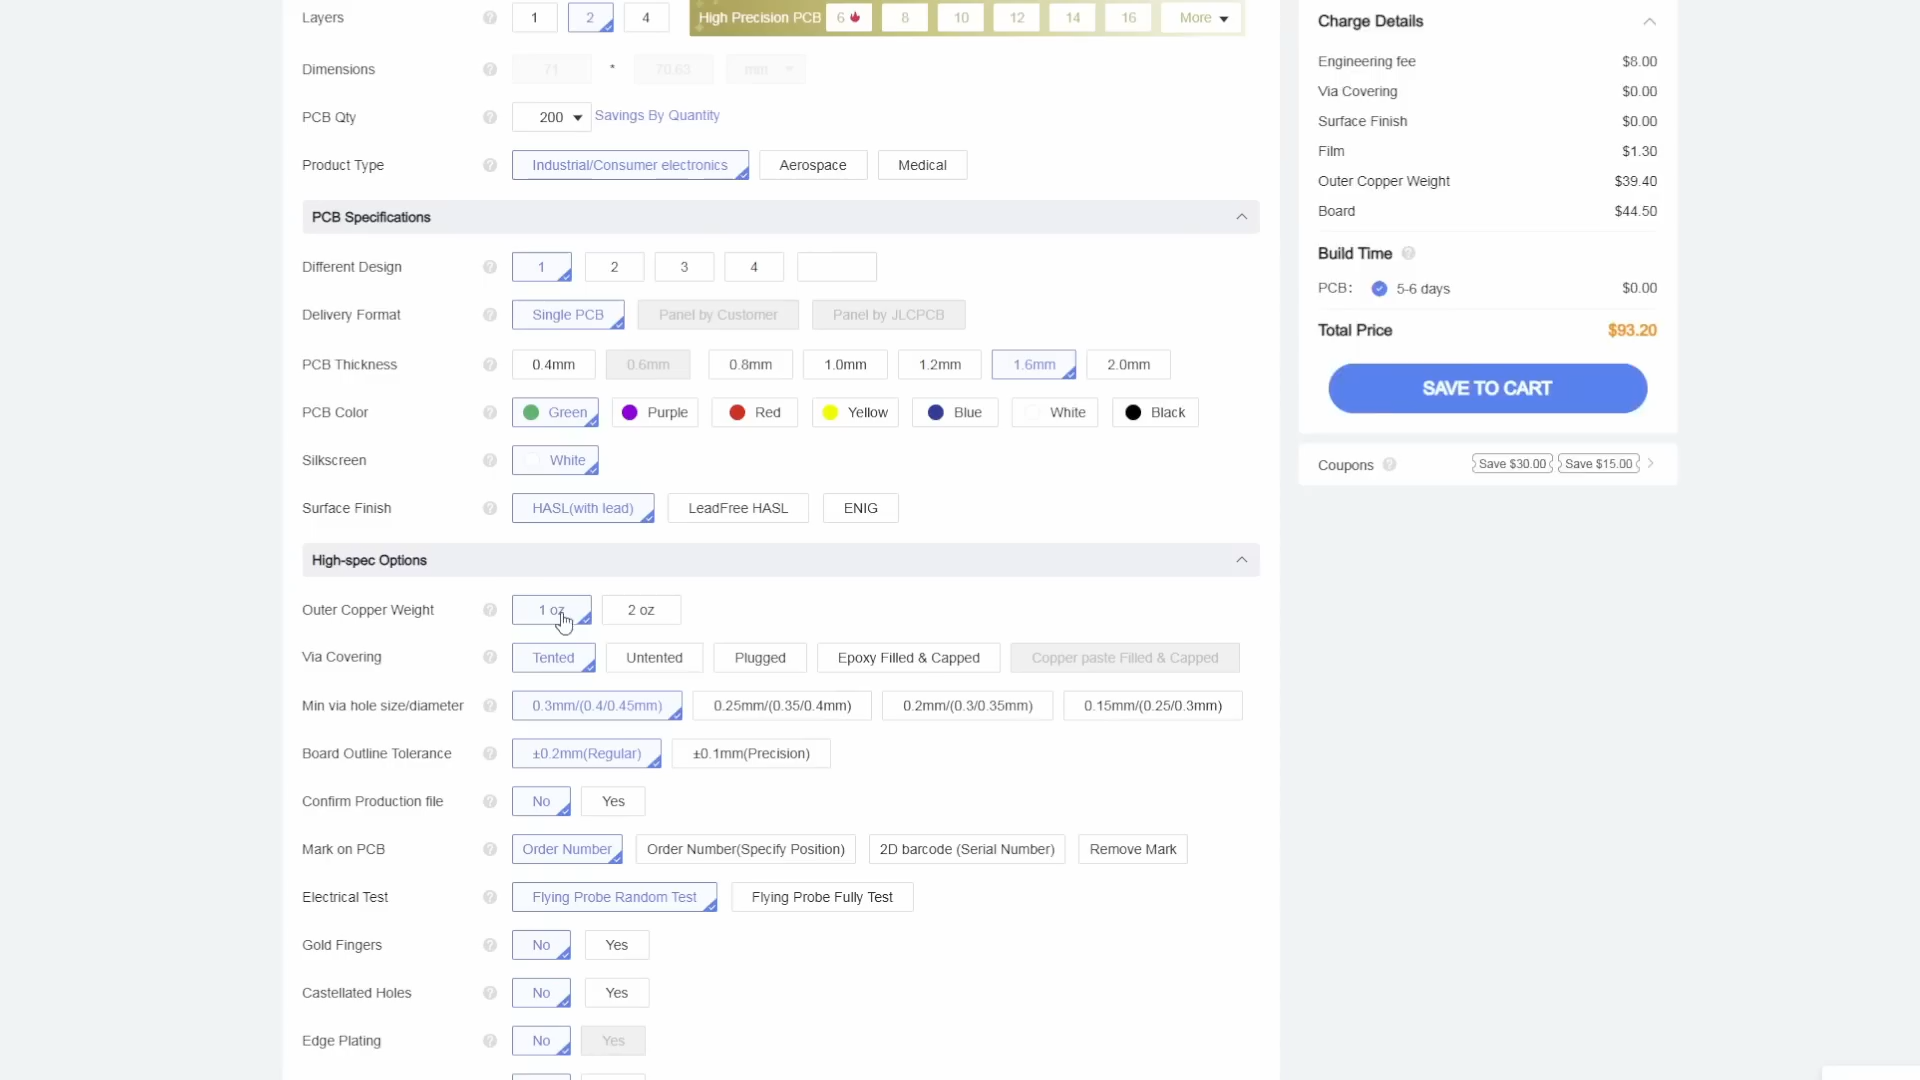 Layers 1 2 4 High Precision PCB 6 8 10 12 14 16 More
Dimensions 71 * 70.63 mm
PCB Qty 200 Savings By Quantity
Product Type Industrial/Consumer electronics Aerospace Medical
PCB Specifications
Different Design 1 2 3 4
Delivery Format Single PCB Panel by Customer Panel by JLCPCB
PCB Thickness 0.4mm 0.6mm 0.8mm 1.0mm 1.2mm 1.6mm 2.0mm
PCB Color Green Purple Red Yellow Blue White Black
Silkscreen White
Surface Finish HASL(with lead) LeadFree HASL ENIG
High-spec Options
Outer Copper Weight 1 oz 2 oz
Via Covering Tented Untented Plugged Epoxy Filled & Capped Copper paste Filled & Capped
Min via hole size/diameter 0.3mm/(0.4/0.45mm) 0.25mm/(0.35/0.4mm) 0.2mm/(0.3/0.35mm) 0.15mm/(0.25/0.3mm)
Board Outline Tolerance ±0.2mm(Regular) ±0.1mm(Precision)
Confirm Production file No Yes
Mark on PCB Order Number Order Number(Specify Position) 2D barcode (Serial Number) Remove Mark
Electrical Test Flying Probe Random Test Flying Probe Fully Test
Gold Fingers No Yes
Castellated Holes No Yes
Edge Plating No Yes
Charge Details
Engineering fee $8.00
Via Covering $0.00
Surface Finish $0.00
Film $1.30
Outer Copper Weight $39.40
Board $44.50
Build Time
PCB: 5-6 days $0.00
Total Price $93.20
SAVE TO CART
Coupons Save $30.00 Save $15.00